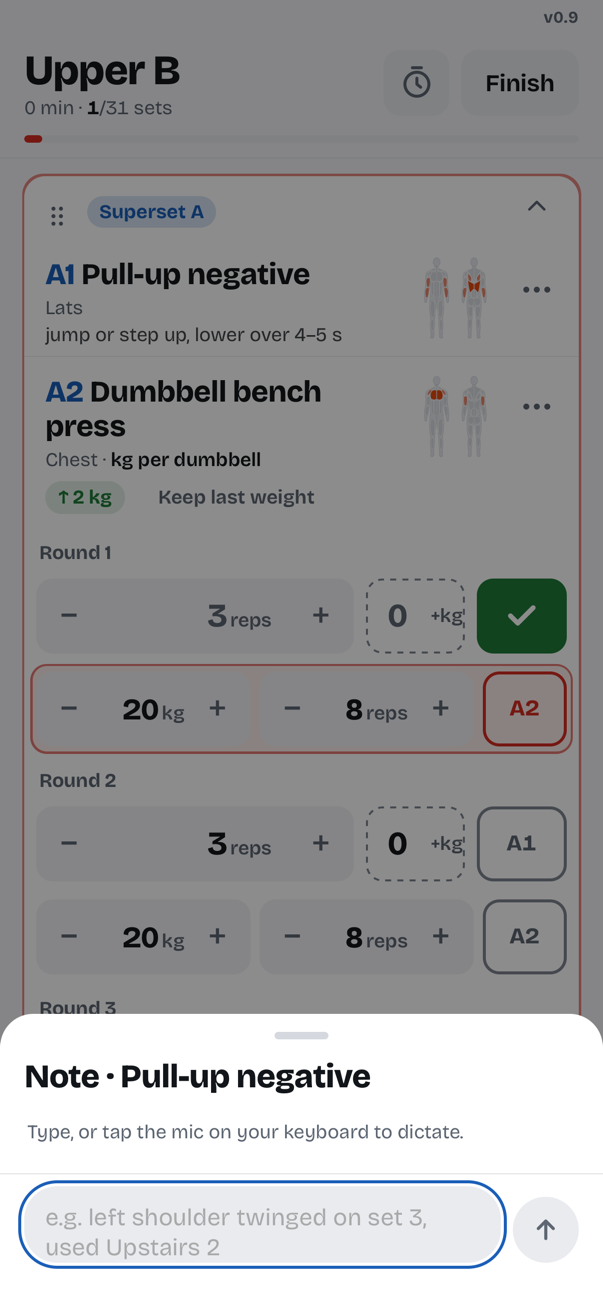 v0.9
Upper B
Finish
0 min · 1/31 sets
Superset A
A1 Pull-up negative
Lats
jump or step up, lower over 4–5 s
A2 Dumbbell bench
press
Chest · kg per dumbbell
↑ 2 kg Keep last weight
Round 1
− 3 reps + 0 +kg
− 20 kg + − 8 reps + A2
Round 2
− 3 reps + 0 +kg A1
− 20 kg + − 8 reps + A2
Round 3
Note · Pull-up negative
Type, or tap the mic on your keyboard to dictate.
e.g. left shoulder twinged on set 3,
used Upstairs 2